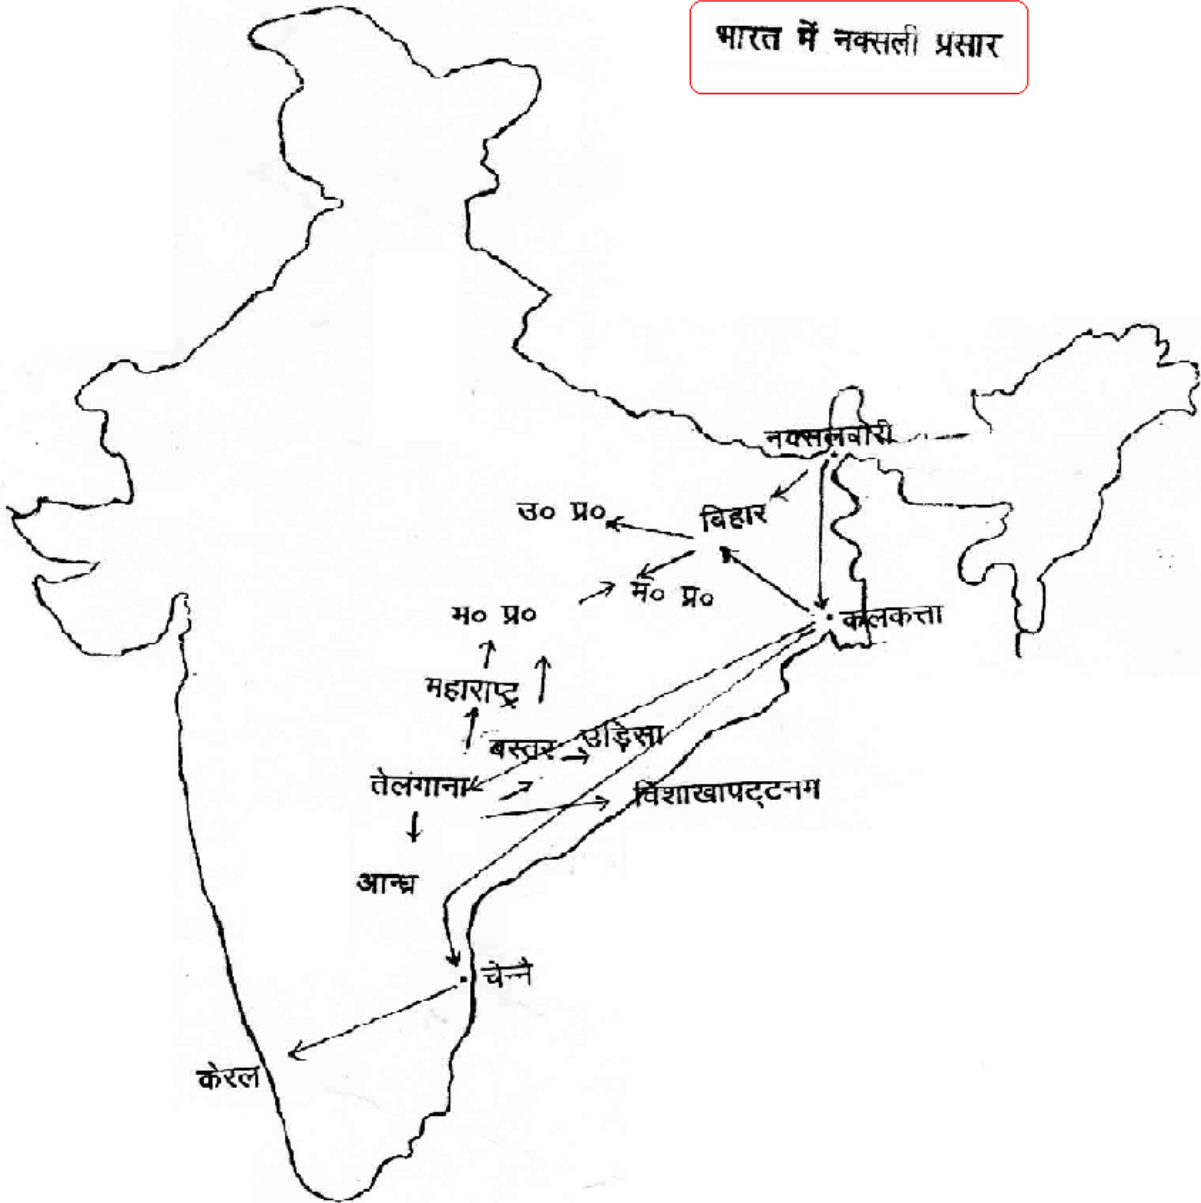 भारत में नक्सली प्रसार
नक्सलवारी
उ० प्र०
विहार
म० प्र०
म० प्र०
कलकत्ता
महाराष्ट्र
बस्तर
उड़िसा
तेलंगाना
विशाखापट्टनम
आन्ध्र
चेन्नै
केरल